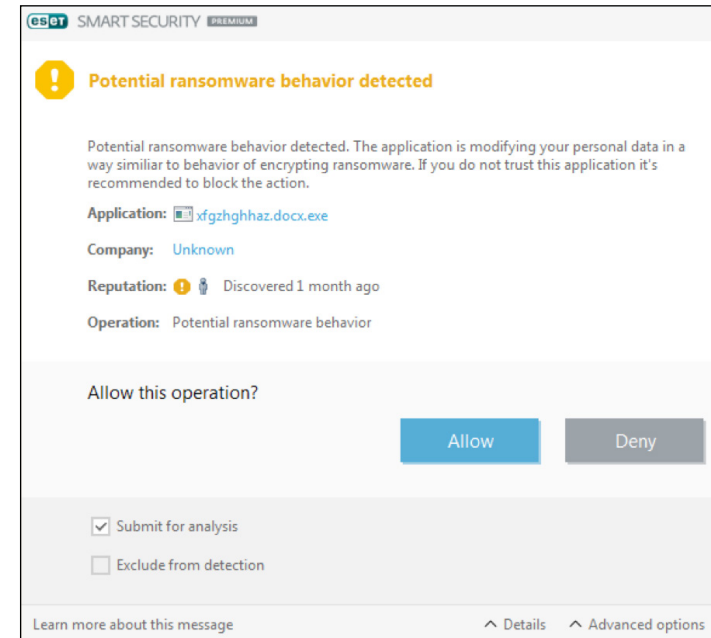 eset SMART SECURITY PREMIUM
Potential ransomware behavior detected
Potential ransomware behavior detected. The application is modifying your personal data in a
way similiar to behavior of encrypting ransomware. If you do not trust this application it's
recommended to block the action.
Application: xfgzhghhaz.docx.exe
Company: Unknown
Reputation: Discovered 1 month ago
Operation: Potential ransomware behavior
Allow this operation?
Allow Deny
Submit for analysis
Exclude from detection
Learn more about this message Details Advanced options